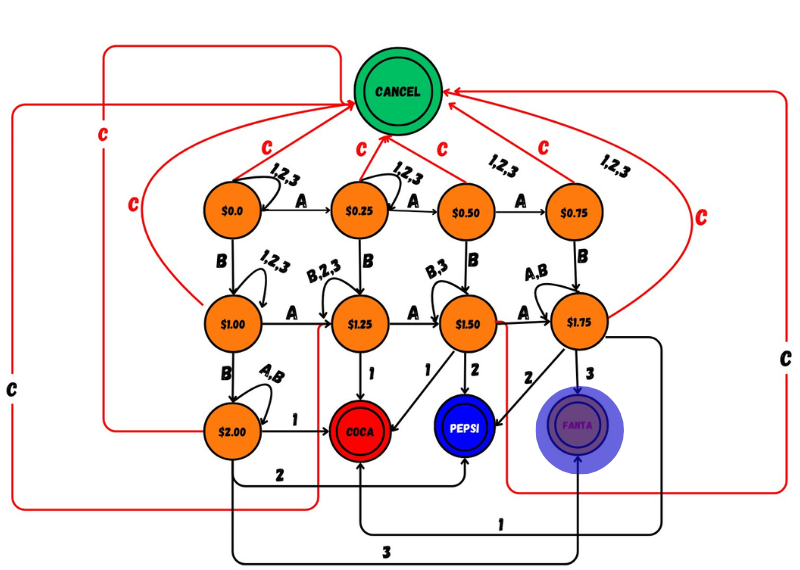 CANCEL
C
C
C
C
C
1,2,3
1,2,3
1,2,3
1,2,3
C
C
$0.0
A
$0.25
A
$0.50
A
$0.75
B
1,2,3
B
B,2,3
B
B,3
B
A,B
$1.00
A
$1.25
A
$1.50
A
$1.75
C
C
B
A,B
1
1
2
2
3
$2.00
1
COCA
PEPSI
FANTA
2
1
3